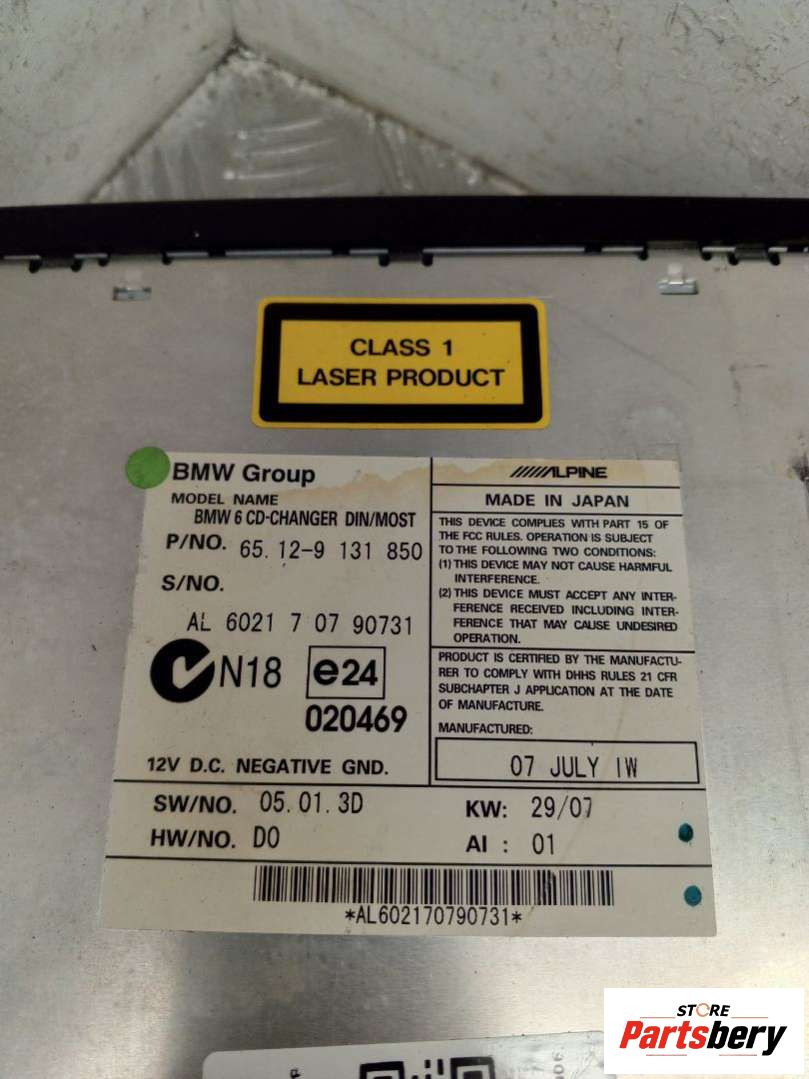 CLASS 1
LASER PRODUCT
BMW Group
MODEL NAME
BMW 6 CD-CHANGER DIN/MOST
P/NO. 65.12-9 131 850
S/NO.
AL 6021 7 07 90731
N18
e24
020469
12V D.C. NEGATIVE GND.
ALPINE
MADE IN JAPAN
THIS DEVICE COMPLIES WITH PART 15 OF
THE FCC RULES. OPERATION IS SUBJECT
TO THE FOLLOWING TWO CONDITIONS:
(1) THIS DEVICE MAY NOT CAUSE HARMFUL
INTERFERENCE.
(2) THIS DEVICE MUST ACCEPT ANY INTER-
FERENCE RECEIVED INCLUDING INTER-
FERENCE THAT MAY CAUSE UNDESIRED
OPERATION.
PRODUCT IS CERTIFIED BY THE MANUFACTU-
RER TO COMPLY WITH DHHS RULES 21 CFR
SUBCHAPTER J APPLICATION AT THE DATE
OF MANUFACTURE.
MANUFACTURED:
07 JULY IW
SW/NO. 05.01.3D
KW: 29/07
HW/NO. D0
AI : 01
*AL602170790731*
STORE
Partsbery